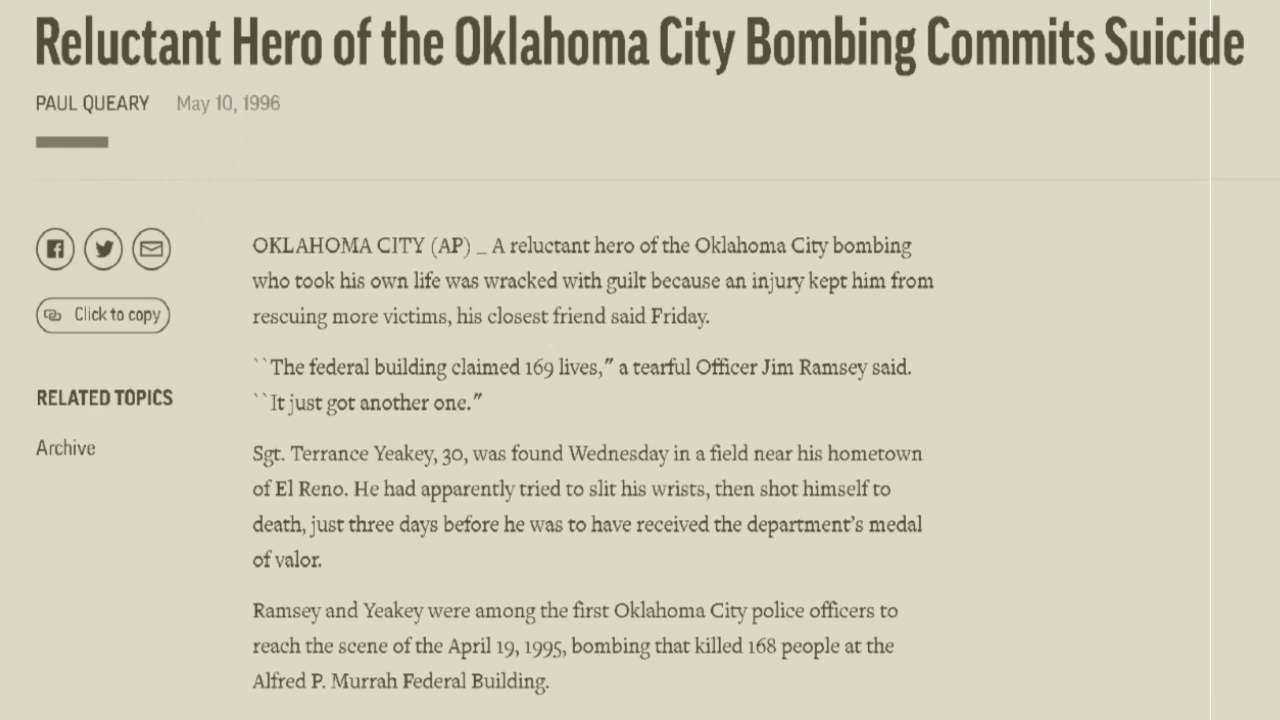 Reluctant Hero of the Oklahoma City Bombing Commits Suicide
PAUL QUEARY May 10, 1996
Click to copy
RELATED TOPICS
Archive
OKLAHOMA CITY (AP) _ A reluctant hero of the Oklahoma City bombing
who took his own life was wracked with guilt because an injury kept him from
rescuing more victims, his closest friend said Friday.
``The federal building claimed 169 lives,″ a tearful Officer Jim Ramsey said.
``It just got another one.″
Sgt. Terrance Yeakey, 30, was found Wednesday in a field near his hometown
of El Reno. He had apparently tried to slit his wrists, then shot himself to
death, just three days before he was to have received the department’s medal
of valor.
Ramsey and Yeakey were among the first Oklahoma City police officers to
reach the scene of the April 19, 1995, bombing that killed 168 people at the
Alfred P. Murrah Federal Building.